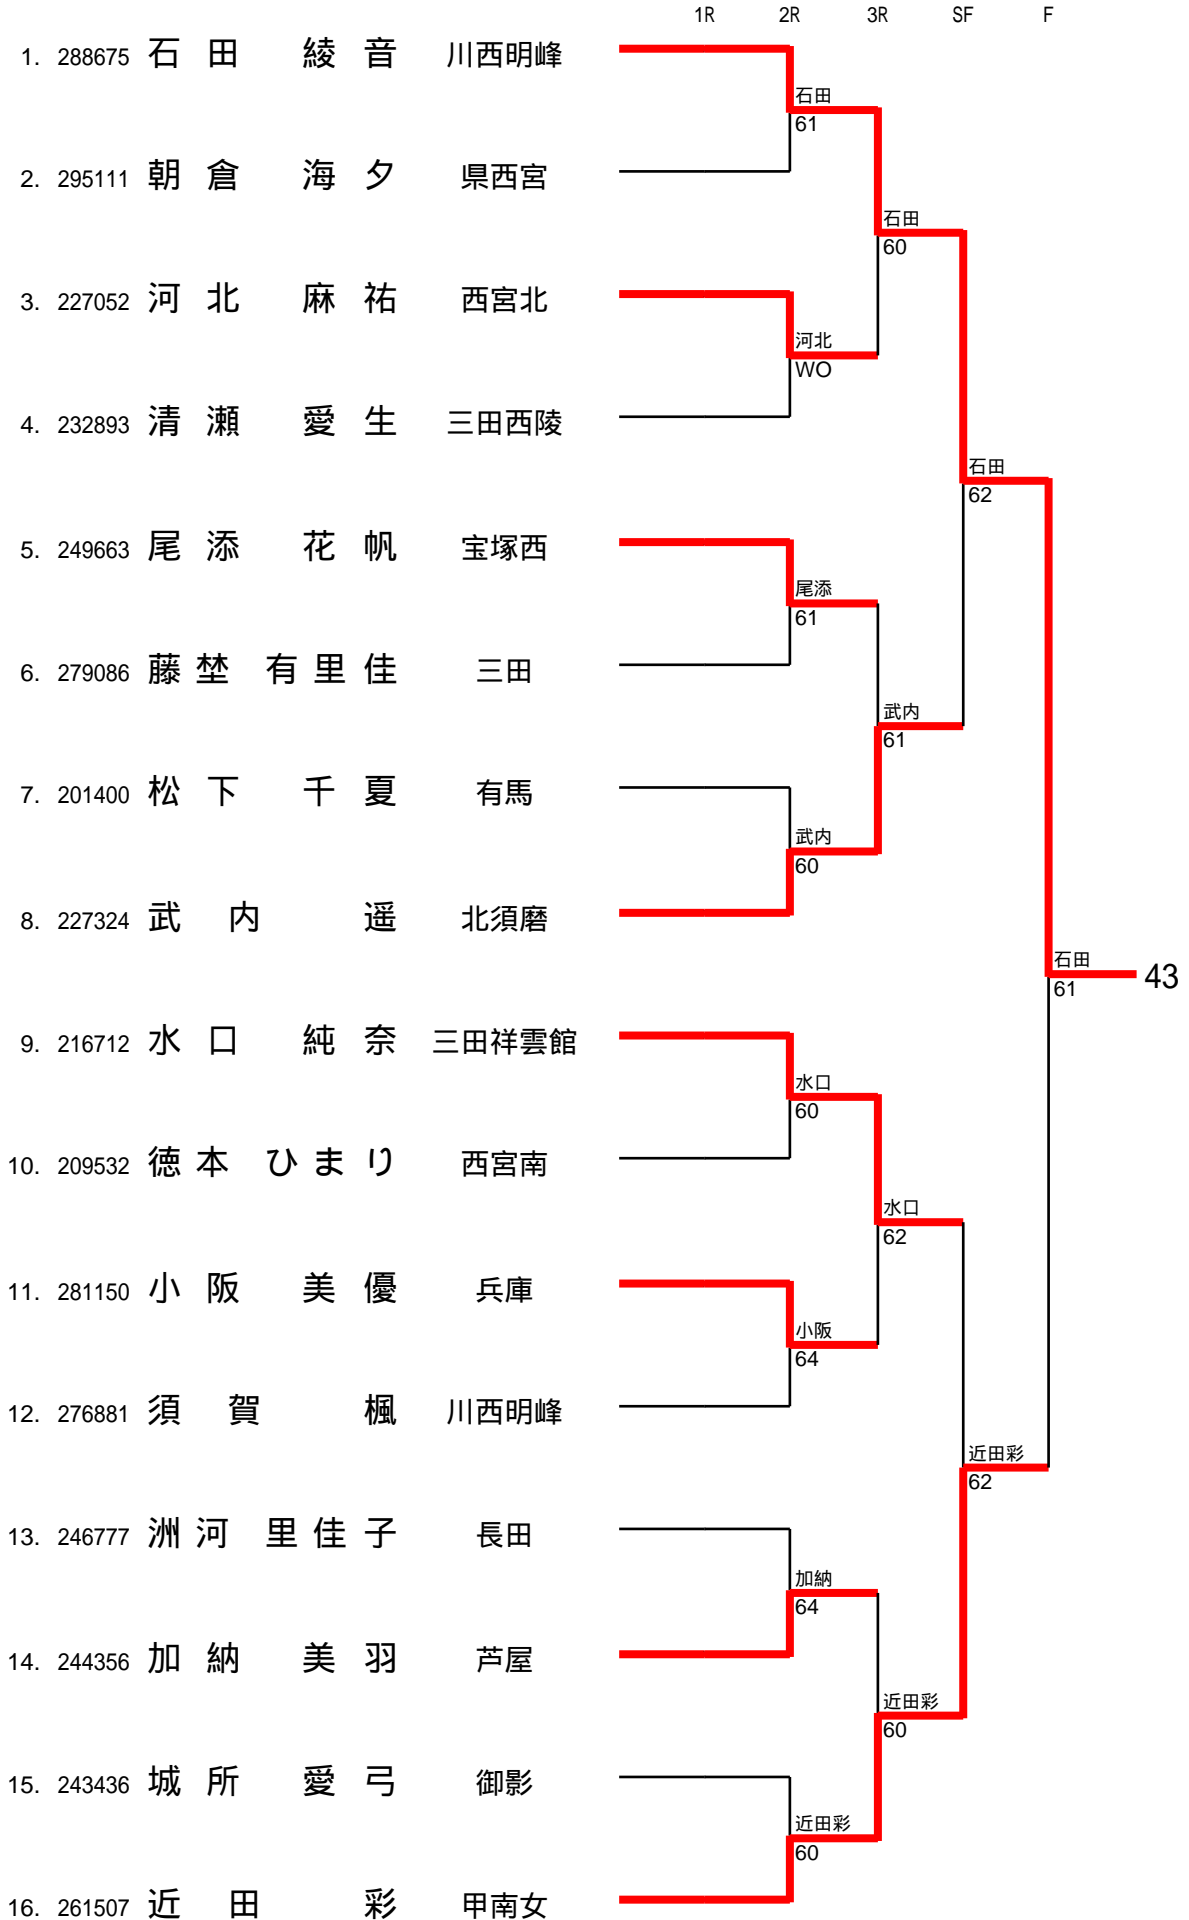 1R 2R 3R SF F
1. 288675 石田 綾音 川西明峰
石田
61
2. 295111 朝倉 海夕 県西宮
石田
60
3. 227052 河北 麻祐 西宮北
河北
WO
4. 232893 清瀬 愛生 三田西陵
石田
62
5. 249663 尾添 花帆 宝塚西
尾添
61
6. 279086 藤埜 有里佳 三田
武内
61
7. 201400 松下 千夏 有馬
武内
60
8. 227324 武内 遥 北須磨
石田
61
43
9. 216712 水口 純奈 三田祥雲館
水口
60
10. 209532 徳本 ひまり 西宮南
水口
62
11. 281150 小阪 美優 兵庫
小阪
64
12. 276881 須賀 楓 川西明峰
近田彩
62
13. 246777 洲河 里佳子 長田
加納
64
14. 244356 加納 美羽 芦屋
近田彩
60
15. 243436 城所 愛弓 御影
近田彩
60
16. 261507 近田 彩 甲南女